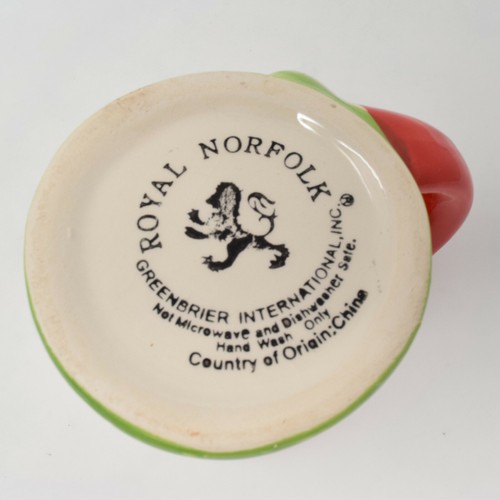 ROYAL NORFOLK®
GREENBRIER INTERNATIONAL, INC.
Not Microwave and Dishwasher Safe.
Hand Wash Only
Country of Origin:China